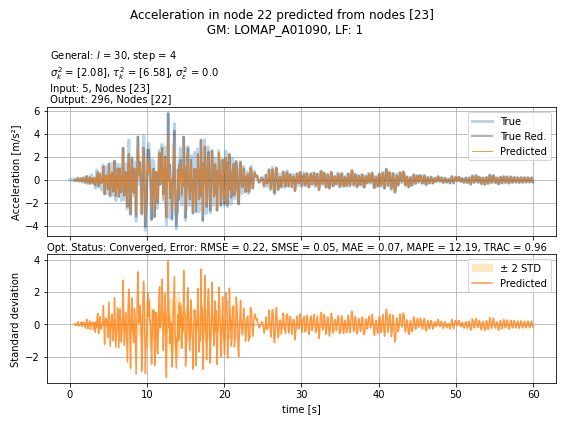 Acceleration in node 22 predicted from nodes [23]
GM: LOMAP_A01090, LF: 1
General: l = 30, step = 4
σ²ₖ = [2.08], τ²ₖ = [6.58], σ²ε = 0.0
Input: 5, Nodes [23]
Output: 296, Nodes [22]
Acceleration [m/s²]
6
4
2
0
−2
−4
True
True Red.
Predicted
Opt. Status: Converged, Error: RMSE = 0.22, SMSE = 0.05, MAE = 0.07, MAPE = 12.19, TRAC = 0.96
Standard deviation
4
2
0
−2
± 2 STD
Predicted
0 10 20 30 40 50 60
time [s]